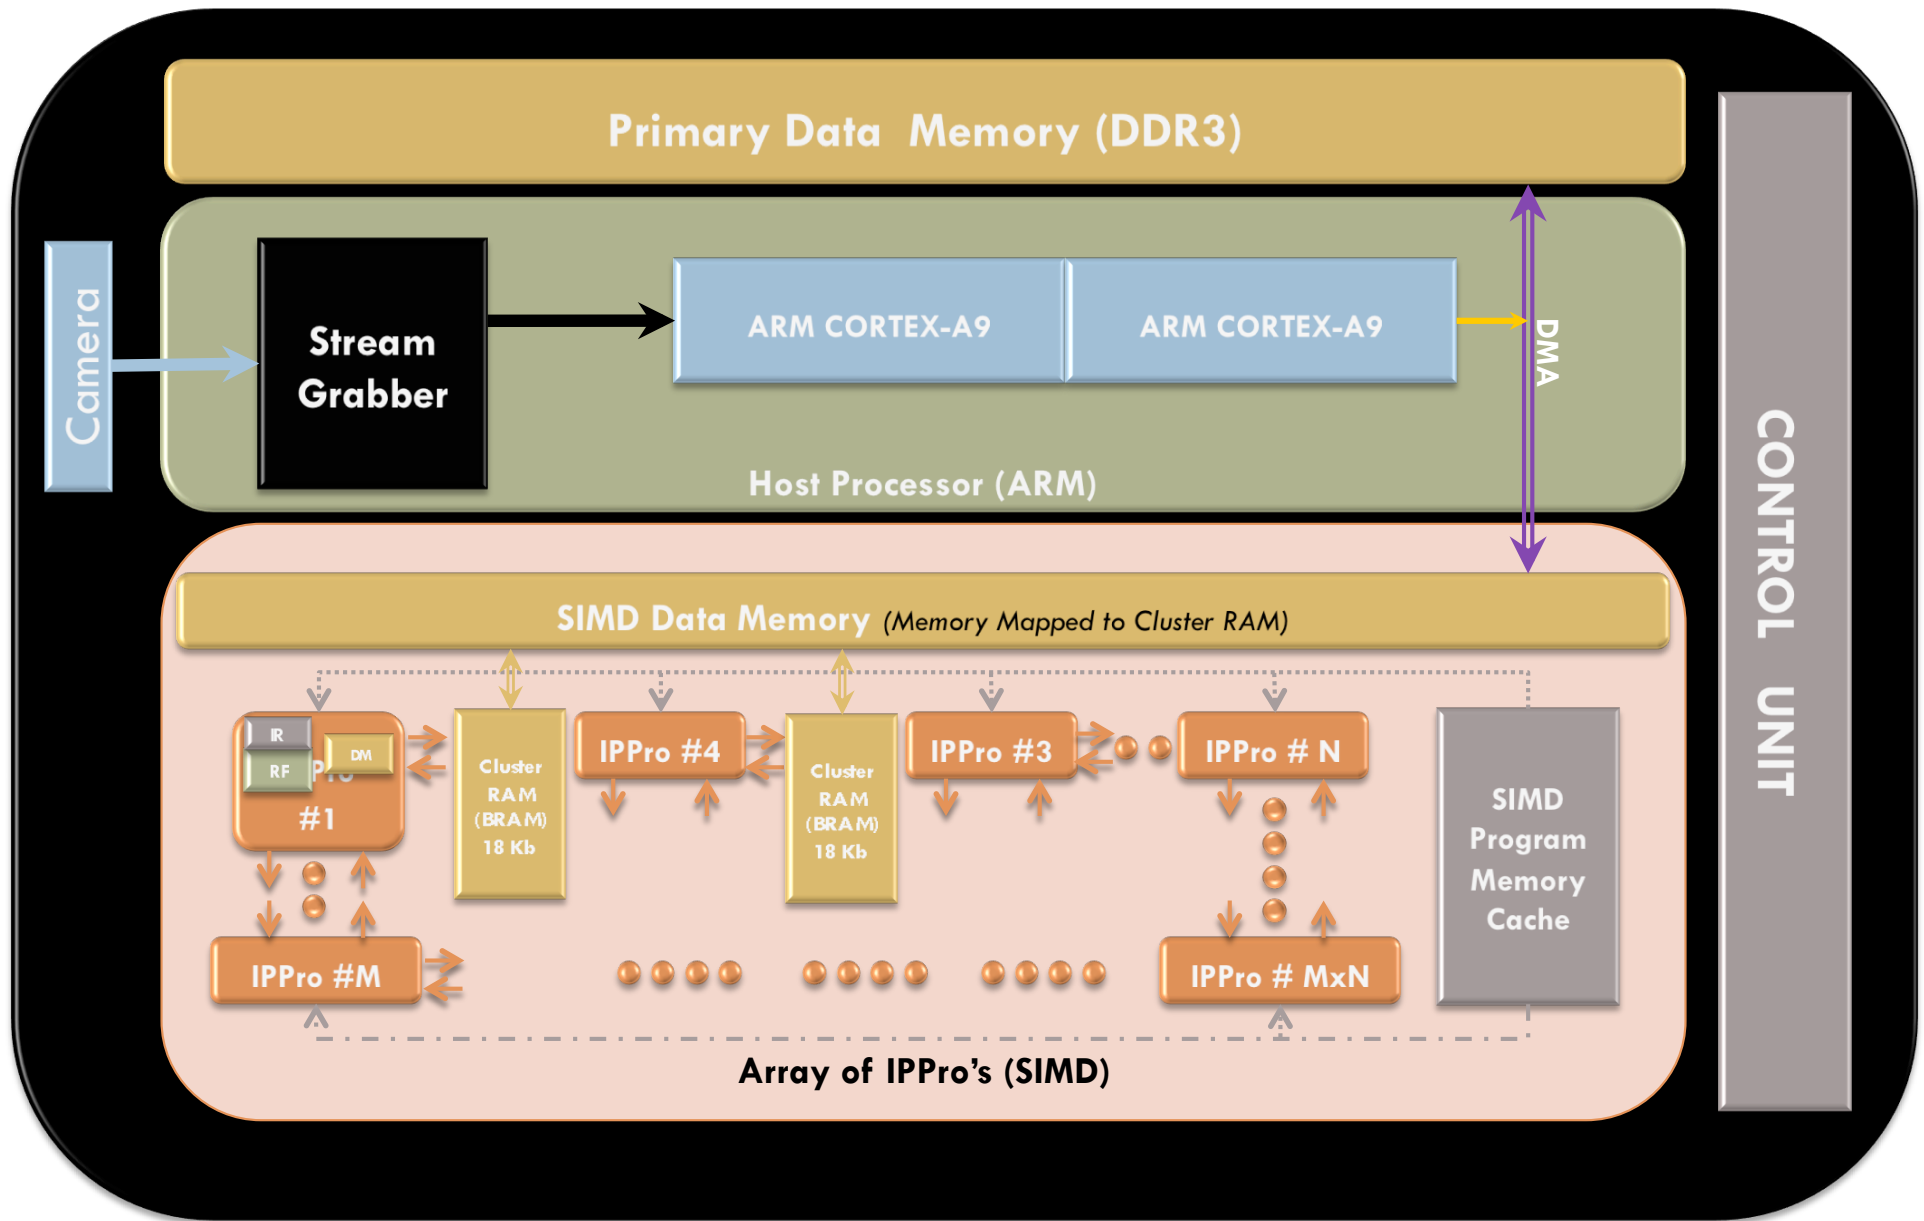 Primary Data Memory (DDR3)
Camera
Stream
Grabber
ARM CORTEX-A9
ARM CORTEX-A9
DMA
Host Processor (ARM)
CONTROL UNIT
SIMD Data Memory (Memory Mapped to Cluster RAM)
IR
RF
DM
#1
Cluster
RAM
(BRAM)
18 Kb
IPPro #4
Cluster
RAM
(BRAM)
18 Kb
IPPro #3
IPPro # N
SIMD
Program
Memory
Cache
IPPro #M
IPPro # MxN
Array of IPPro's (SIMD)